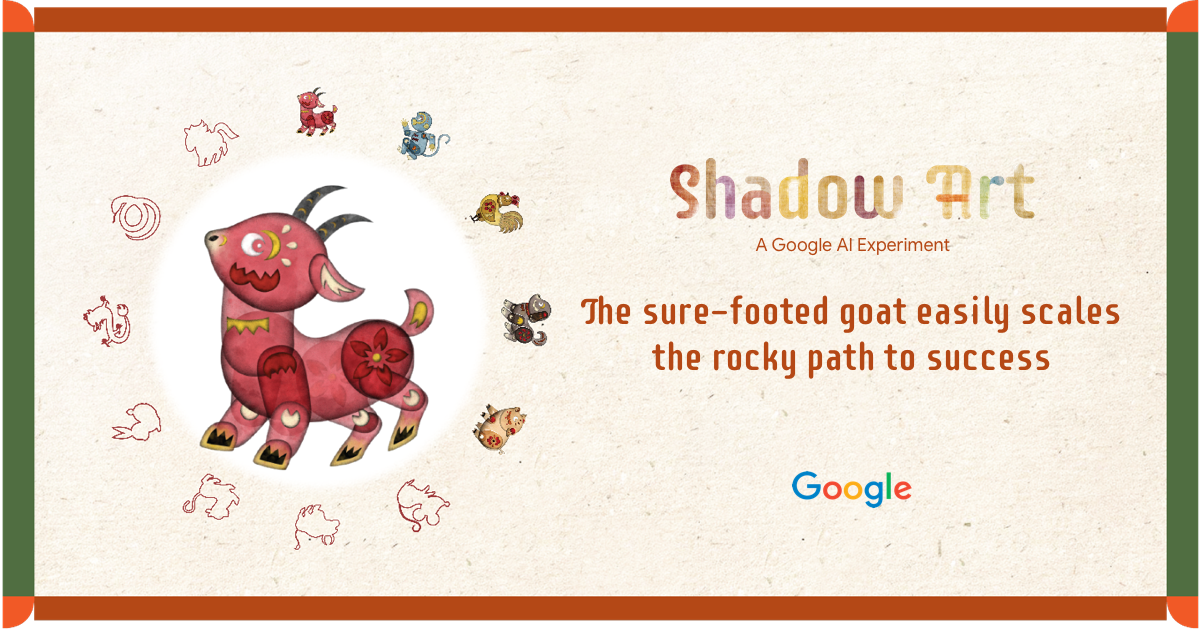 Shadow Art
A Google AI Experiment
The sure-footed goat easily scales
the rocky path to success
Google